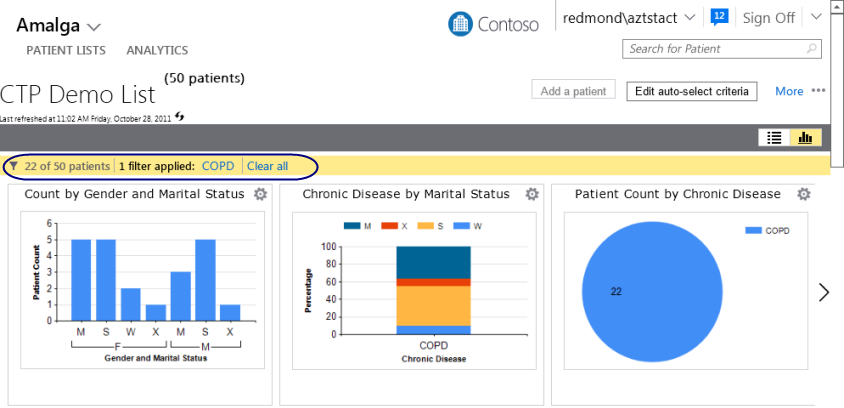 Amalga
Contoso
redmond\aztstact
12
Sign Off
PATIENT LISTS ANALYTICS
Search for Patient
CTP Demo List (50 patients)
Add a patient
Edit auto-select criteria
More
Last refreshed at 11:02 AM Friday, October 28, 2011
22 of 50 patients 1 filter applied: COPD Clear all
Count by Gender and Marital Status
6
5
4
3
2
1
0
Patient Count
M S W X M S X
F M
Gender and Marital Status
Chronic Disease by Marital Status
M X S W
100
80
60
40
20
0
Percentage
COPD
Chronic Disease
Patient Count by Chronic Disease
COPD
22